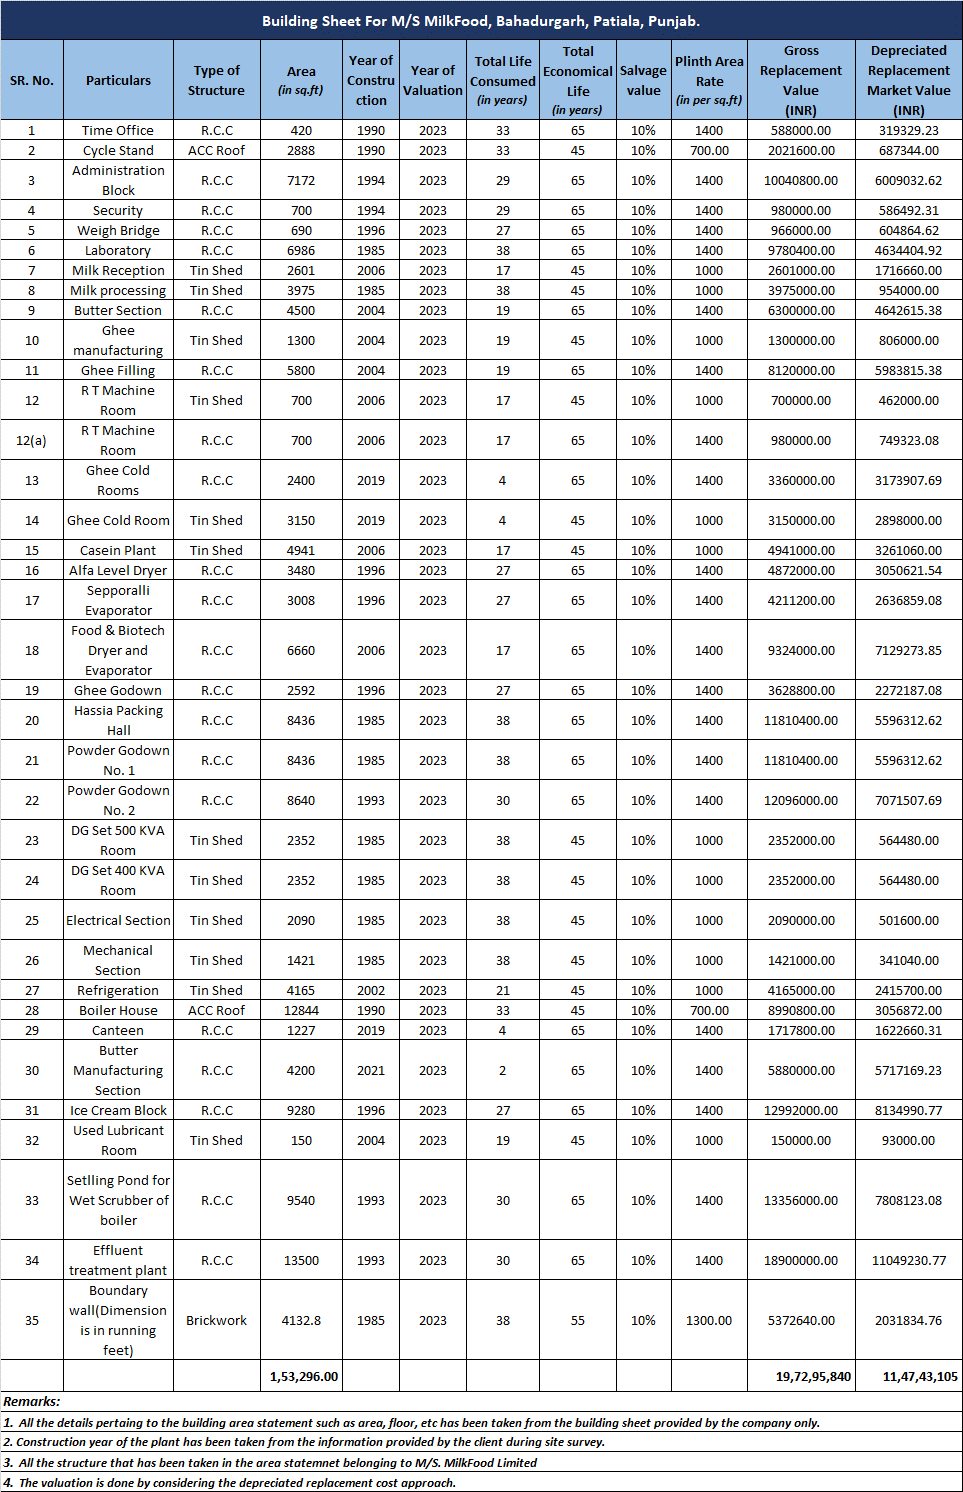 Building Sheet For M/S MilkFood, Bahadurgarh, Patiala, Punjab.
SR. No. Particulars Type of Structure Area (in sq.ft) Year of Constru ction Year of Valuation Total Life Consumed (in years) Total Economical Life (in years) Salvage value Plinth Area Rate (in per sq.ft) Gross Replacement Value (INR) Depreciated Replacement Market Value (INR)
1 Time Office R.C.C 420 1990 2023 33 65 10% 1400 588000.00 319329.23
2 Cycle Stand ACC Roof 2888 1990 2023 33 45 10% 700.00 2021600.00 687344.00
3 Administration Block R.C.C 7172 1994 2023 29 65 10% 1400 10040800.00 6009032.62
4 Security R.C.C 700 1994 2023 29 65 10% 1400 980000.00 586492.31
5 Weigh Bridge R.C.C 690 1996 2023 27 65 10% 1400 966000.00 604864.62
6 Laboratory R.C.C 6986 1985 2023 38 65 10% 1400 9780400.00 4634404.92
7 Milk Reception Tin Shed 2601 2006 2023 17 45 10% 1000 2601000.00 1716660.00
8 Milk processing Tin Shed 3975 1985 2023 38 45 10% 1000 3975000.00 954000.00
9 Butter Section R.C.C 4500 2004 2023 19 65 10% 1400 6300000.00 4642615.38
10 Ghee manufacturing Tin Shed 1300 2004 2023 19 45 10% 1000 1300000.00 806000.00
11 Ghee Filling R.C.C 5800 2004 2023 19 65 10% 1400 8120000.00 5983815.38
12 R T Machine Room Tin Shed 700 2006 2023 17 45 10% 1000 700000.00 462000.00
12(a) R T Machine Room R.C.C 700 2006 2023 17 65 10% 1400 980000.00 749323.08
13 Ghee Cold Rooms R.C.C 2400 2019 2023 4 65 10% 1400 3360000.00 3173907.69
14 Ghee Cold Room Tin Shed 3150 2019 2023 4 45 10% 1000 3150000.00 2898000.00
15 Casein Plant Tin Shed 4941 2006 2023 17 45 10% 1000 4941000.00 3261060.00
16 Alfa Level Dryer R.C.C 3480 1996 2023 27 65 10% 1400 4872000.00 3050621.54
17 Sepporalli Evaporator R.C.C 3008 1996 2023 27 65 10% 1400 4211200.00 2636859.08
18 Food & Biotech Dryer and Evaporator R.C.C 6660 2006 2023 17 65 10% 1400 9324000.00 7129273.85
19 Ghee Godown R.C.C 2592 1996 2023 27 65 10% 1400 3628800.00 2272187.08
20 Hassia Packing Hall R.C.C 8436 1985 2023 38 65 10% 1400 11810400.00 5596312.62
21 Powder Godown No. 1 R.C.C 8436 1985 2023 38 65 10% 1400 11810400.00 5596312.62
22 Powder Godown No. 2 R.C.C 8640 1993 2023 30 65 10% 1400 12096000.00 7071507.69
23 DG Set 500 KVA Room Tin Shed 2352 1985 2023 38 45 10% 1000 2352000.00 564480.00
24 DG Set 400 KVA Room Tin Shed 2352 1985 2023 38 45 10% 1000 2352000.00 564480.00
25 Electrical Section Tin Shed 2090 1985 2023 38 45 10% 1000 2090000.00 501600.00
26 Mechanical Section Tin Shed 1421 1985 2023 38 45 10% 1000 1421000.00 341040.00
27 Refrigeration Tin Shed 4165 2002 2023 21 45 10% 1000 4165000.00 2415700.00
28 Boiler House ACC Roof 12844 1990 2023 33 45 10% 700.00 8990800.00 3056872.00
29 Canteen R.C.C 1227 2019 2023 4 65 10% 1400 1717800.00 1622660.31
30 Butter Manufacturing Section R.C.C 4200 2021 2023 2 65 10% 1400 5880000.00 5717169.23
31 Ice Cream Block R.C.C 9280 1996 2023 27 65 10% 1400 12992000.00 8134990.77
32 Used Lubricant Room Tin Shed 150 2004 2023 19 45 10% 1000 150000.00 93000.00
33 Setlling Pond for Wet Scrubber of boiler R.C.C 9540 1993 2023 30 65 10% 1400 13356000.00 7808123.08
34 Effluent treatment plant R.C.C 13500 1993 2023 30 65 10% 1400 18900000.00 11049230.77
35 Boundary wall(Dimension is in running feet) Brickwork 4132.8 1985 2023 38 55 10% 1300.00 5372640.00 2031834.76
1,53,296.00 19,72,95,840 11,47,43,105
Remarks:
1. All the details pertaining to the building area statement such as area, floor, etc has been taken from the building sheet provided by the company only.
2. Construction year of the plant has been taken from the information provided by the client during site survey.
3. All the structure that has been taken in the area statemnet belonging to M/S. MilkFood Limited
4. The valuation is done by considering the depreciated replacement cost approach.